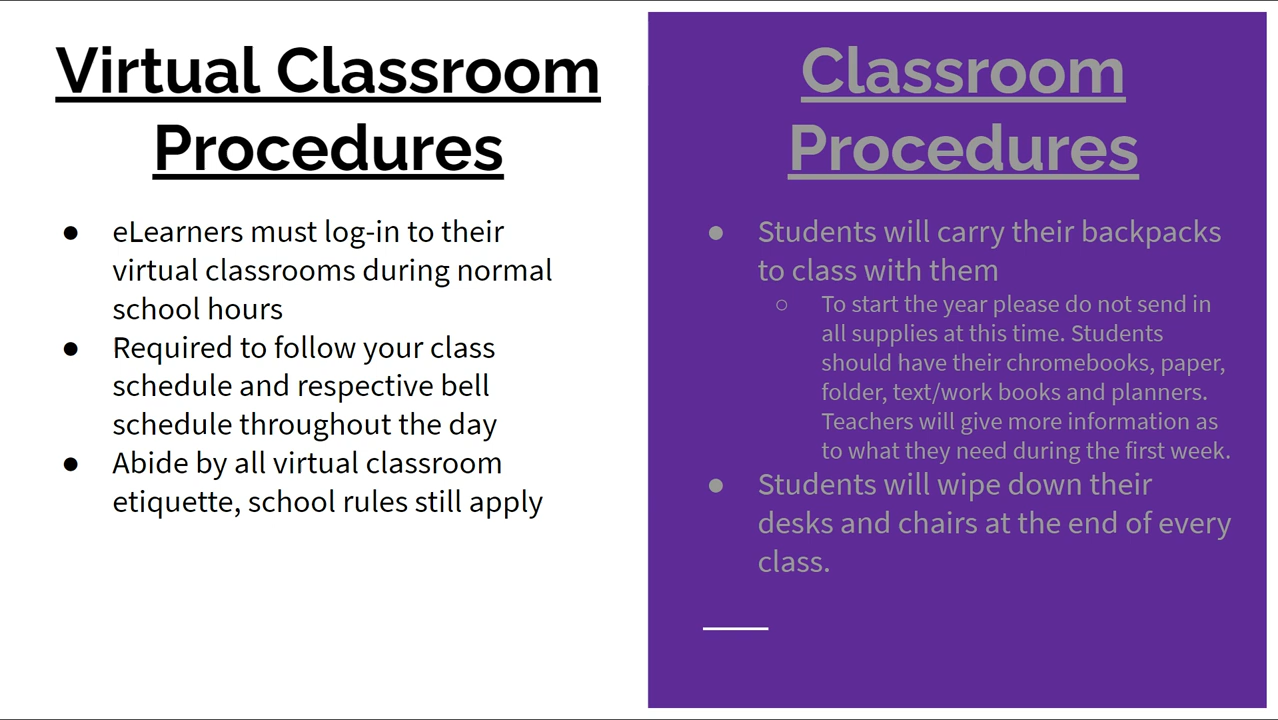 Virtual Classroom
Procedures
● eLearners must log-in to their
virtual classrooms during normal
school hours
● Required to follow your class
schedule and respective bell
schedule throughout the day
● Abide by all virtual classroom
etiquette, school rules still apply
Classroom
Procedures
● Students will carry their backpacks
to class with them
○ To start the year please do not send in
all supplies at this time. Students
should have their chromebooks, paper,
folder, text/work books and planners.
Teachers will give more information as
to what they need during the first week.
● Students will wipe down their
desks and chairs at the end of every
class.